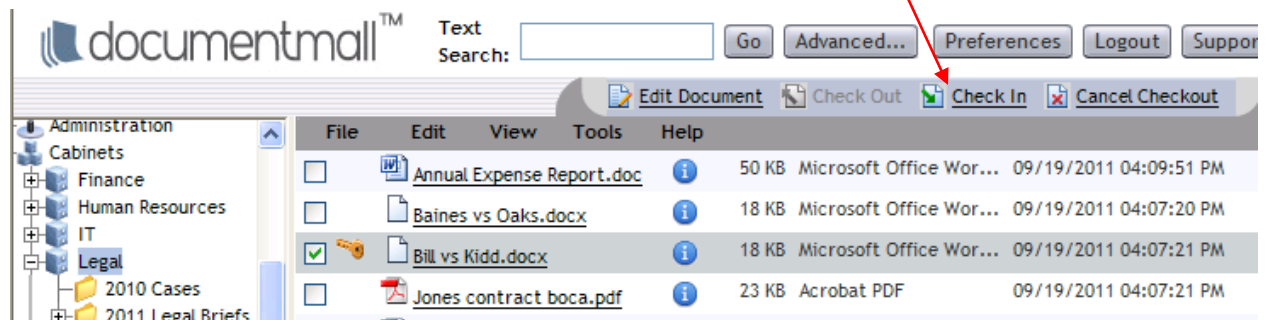 documentmall™
Text Search:
Go Advanced... Preferences Logout Suppor
Edit Document Check Out Check In Cancel Checkout
Administration
Cabinets
Finance
Human Resources
IT
Legal
2010 Cases
2011 Legal Briefs
File Edit View Tools Help
Annual Expense Report.doc 50 KB Microsoft Office Wor... 09/19/2011 04:09:51 PM
Baines vs Oaks.docx 18 KB Microsoft Office Wor... 09/19/2011 04:07:20 PM
Bill vs Kidd.docx 18 KB Microsoft Office Wor... 09/19/2011 04:07:21 PM
Jones contract boca.pdf 23 KB Acrobat PDF 09/19/2011 04:07:21 PM